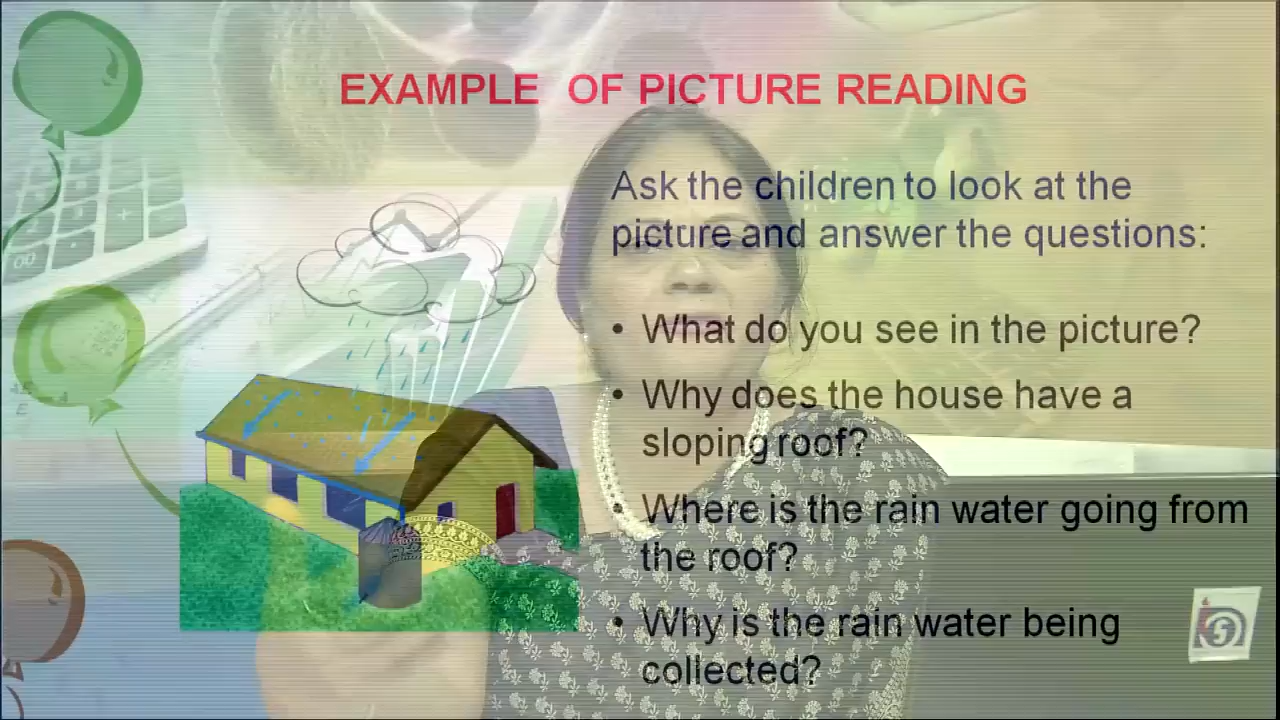 EXAMPLE OF PICTURE READING
Ask the children to look at the
picture and answer the questions:
• What do you see in the picture?
• Why does the house have a
sloping roof?
• Where is the rain water going from
the roof?
• Why is the rain water being
collected?